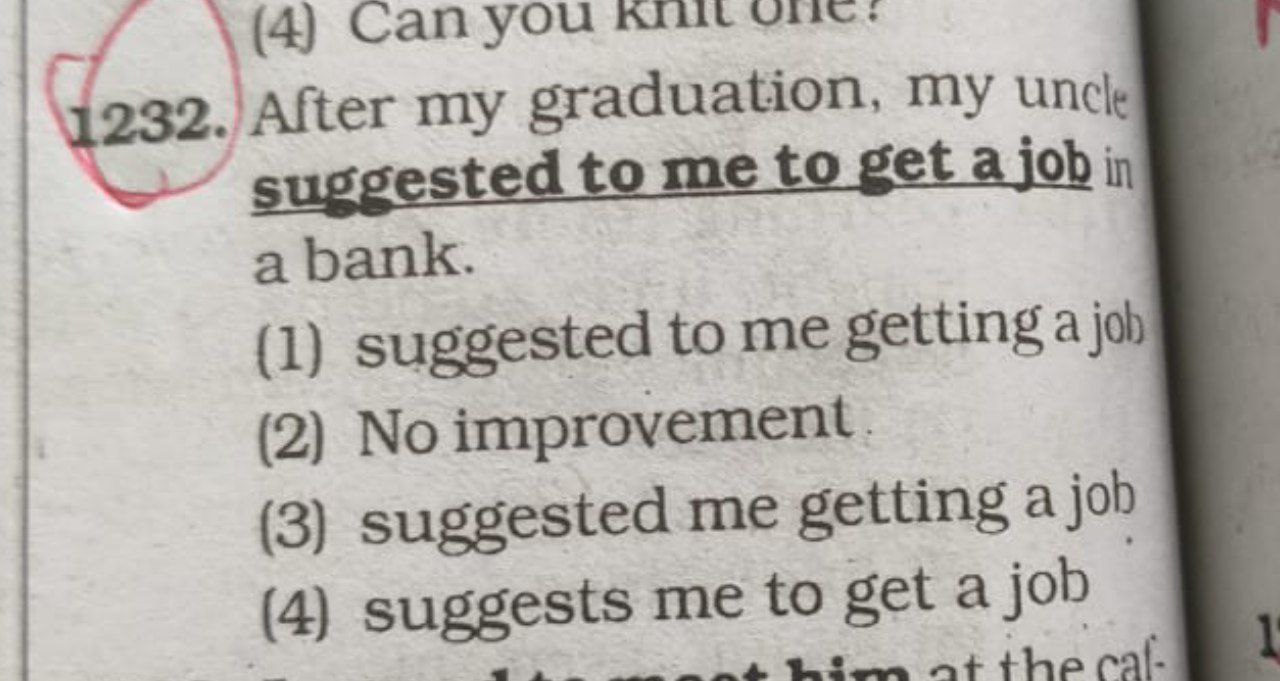 (4) Can you knit one?
1232. After my graduation, my uncle
suggested to me to get a job in
a bank.
(1) suggested to me getting a job
(2) No improvement
(3) suggested me getting a job
(4) suggests me to get a job
to meet him at the caf-